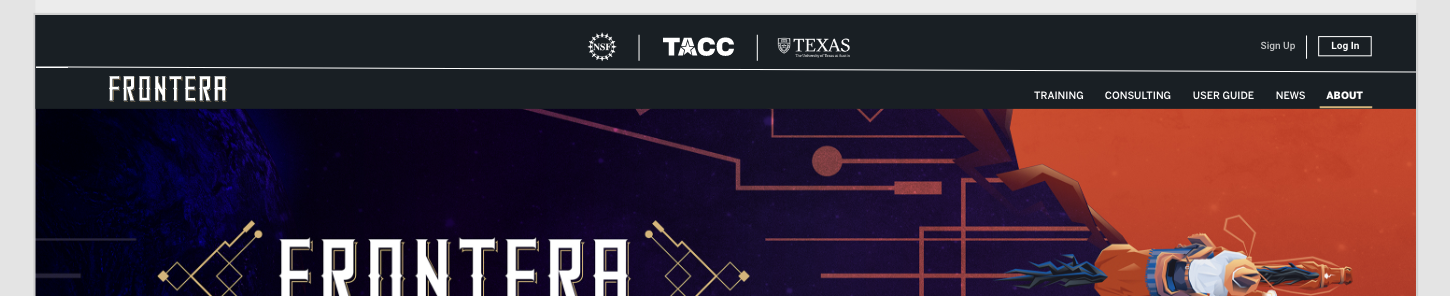 NSF TACC TEXAS
The University of Texas at Austin
Sign Up Log In
FRONTERA
TRAINING CONSULTING USER GUIDE NEWS ABOUT
FRONTERA